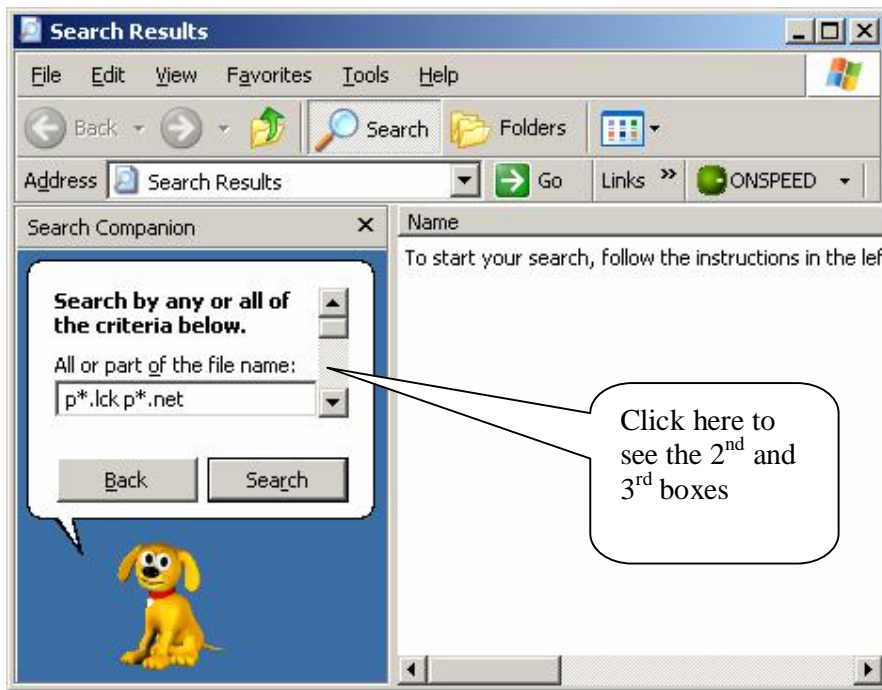 Search Results
File Edit View Favorites Tools Help
Back Search Folders
Address Search Results Go Links » ONSPEED
Search Companion
Name
To start your search, follow the instructions in the lef
Search by any or all of
the criteria below.
All or part of the file name:
p*.lck p*.net
Back Search
Click here to
see the 2nd and
3rd boxes